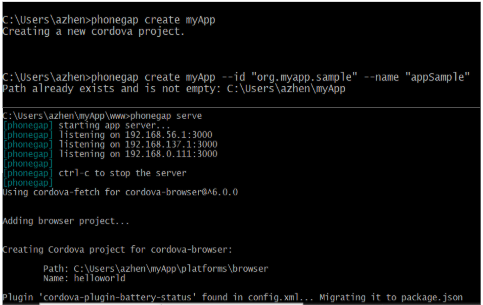 C:\Users\azhen>phonegap create myApp
Creating a new cordova project.
C:\Users\azhen>phonegap create myApp --id "org.myapp.sample" --name "appSample"
Path already exists and is not empty: C:\Users\azhen\myApp
C:\Users\azhen\myApp\www>phonegap serve
[phonegap] starting app server...
[phonegap] listening on 192.168.56.1:3000
[phonegap] listening on 192.168.137.1:3000
[phonegap] listening on 192.168.0.111:3000
[phonegap]
[phonegap] ctrl-c to stop the server
[phonegap]
Using cordova-fetch for cordova-browser@^6.0.0
Adding browser project...
Creating Cordova project for cordova-browser:
Path: C:\Users\azhen\myApp\platforms\browser
Name: helloworld
Plugin 'cordova-plugin-battery-status' found in config.xml... Migrating it to package.json